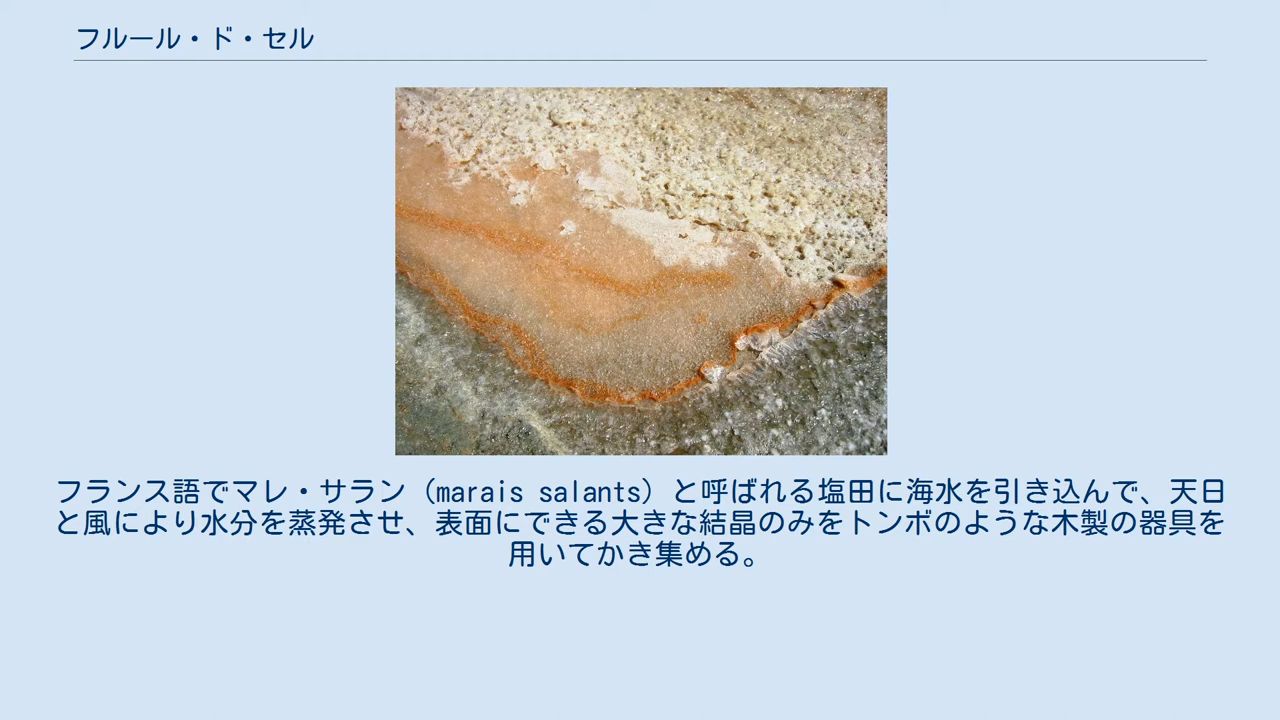 フルール・ド・セル
フランス語でマレ・サラン（marais salants）と呼ばれる塩田に海水を引き込んで、天日
と風により水分を蒸発させ、表面にできる大きな結晶のみをトンボのような木製の器具を
用いてかき集める。